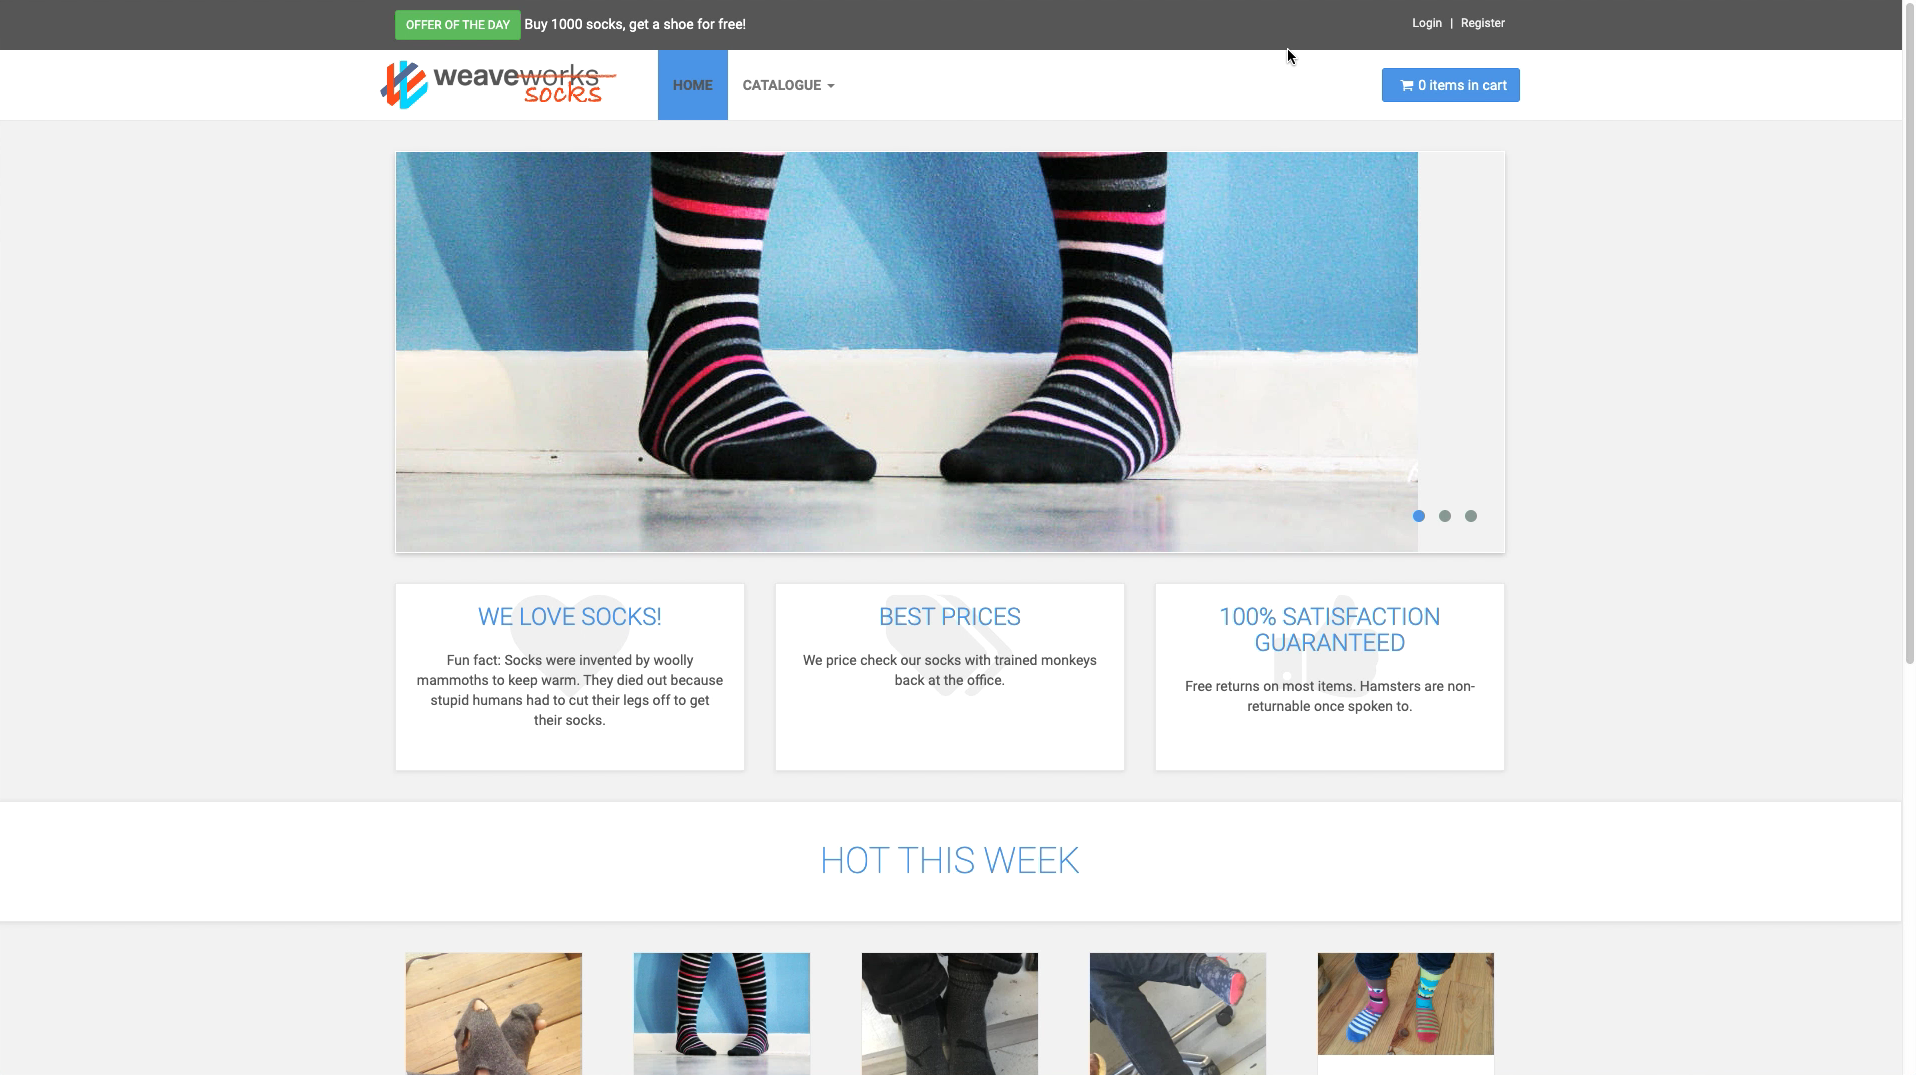 OFFER OF THE DAY Buy 1000 socks, get a shoe for free!
Login | Register
weaveworks
socks
HOME
CATALOGUE
0 items in cart
WE LOVE SOCKS!
Fun fact: Socks were invented by woolly
mammoths to keep warm. They died out because
stupid humans had to cut their legs off to get
their socks.
BEST PRICES
We price check our socks with trained monkeys
back at the office.
100% SATISFACTION
GUARANTEED
Free returns on most items. Hamsters are non-
returnable once spoken to.
HOT THIS WEEK